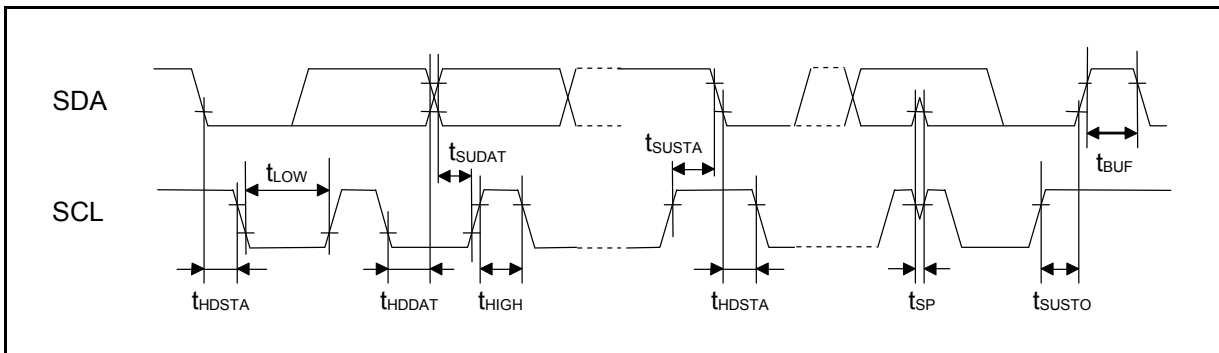 SDA
tSUSTA
tSUDAT
tBUF
tLOW
SCL
tHDSTA
tHDDAT
tHIGH
tHDSTA
tSP
tSUSTO